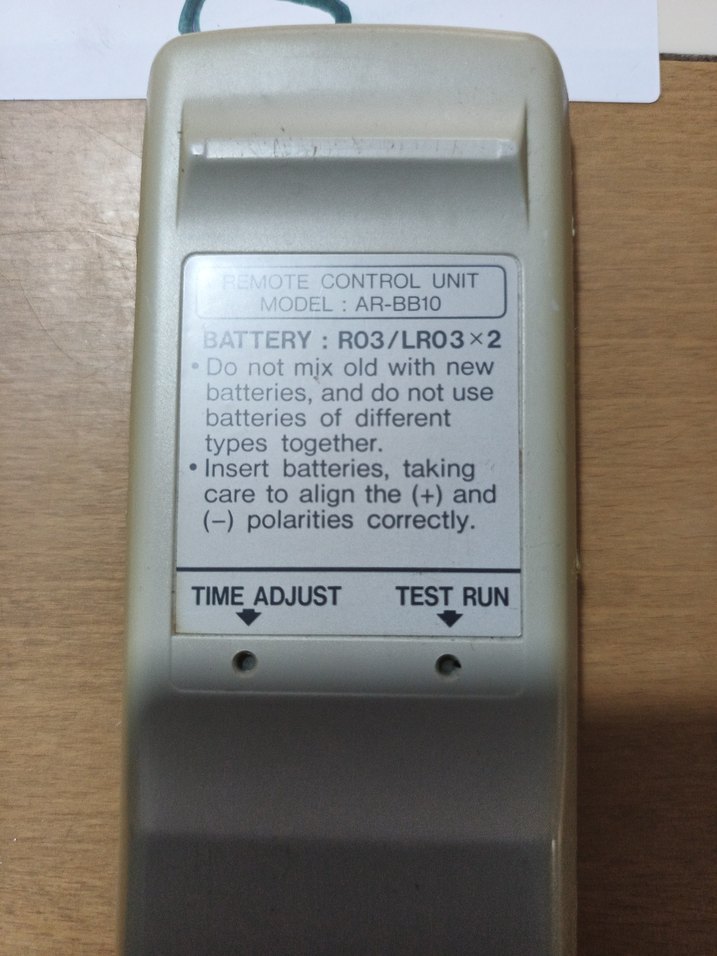 REMOTE CONTROL UNIT
MODEL : AR-BB10
BATTERY : R03/LR03×2
• Do not mix old with new
batteries, and do not use
batteries of different
types together.
• Insert batteries, taking
care to align the (+) and
(−) polarities correctly.
TIME ADJUST TEST RUN